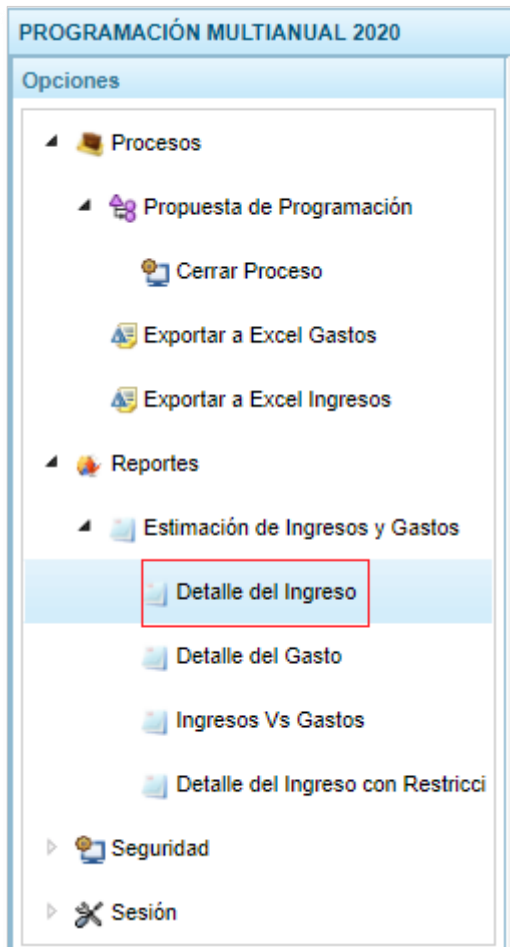 PROGRAMACIÓN MULTIANUAL 2020
Opciones
Procesos
Propuesta de Programación
Cerrar Proceso
Exportar a Excel Gastos
Exportar a Excel Ingresos
Reportes
Estimación de Ingresos y Gastos
Detalle del Ingreso
Detalle del Gasto
Ingresos Vs Gastos
Detalle del Ingreso con Restricci
Seguridad
Sesión